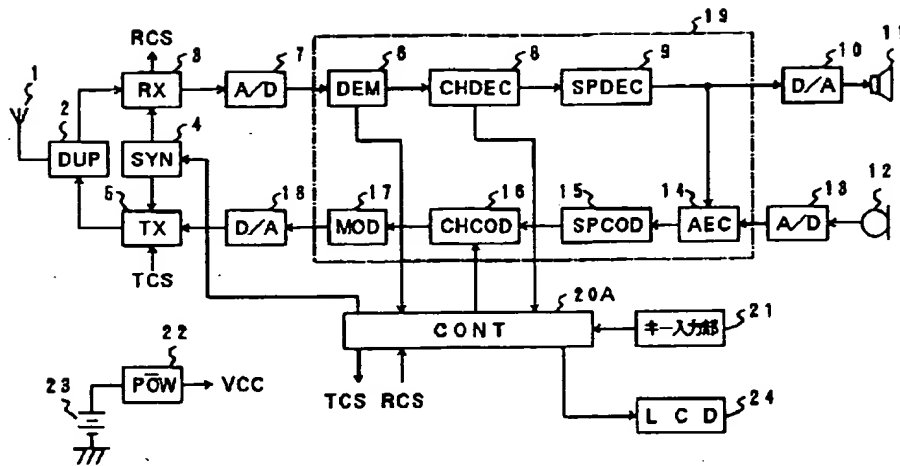 19
11
RCS
3
7
6
8
9
10
1
RX
A/D
DEM
CHDEC
SPDEC
D/A
2
4
DUP
SYN
12
5
18
17
16
15
14
13
TX
D/A
MOD
CHCOD
SPCOD
AEC
A/D
TCS
20A
21
CONT
キー入力部
22
23
POW
VCC
TCS
RCS
24
LCD